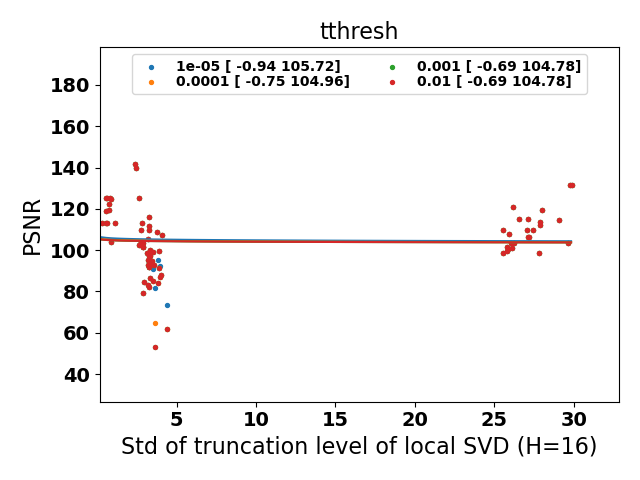 tthresh
1e-05 [ -0.94 105.72]
0.0001 [ -0.75 104.96]
0.001 [ -0.69 104.78]
0.01 [ -0.69 104.78]
PSNR
180
160
140
120
100
80
60
40
5 10 15 20 25 30
Std of truncation level of local SVD (H=16)